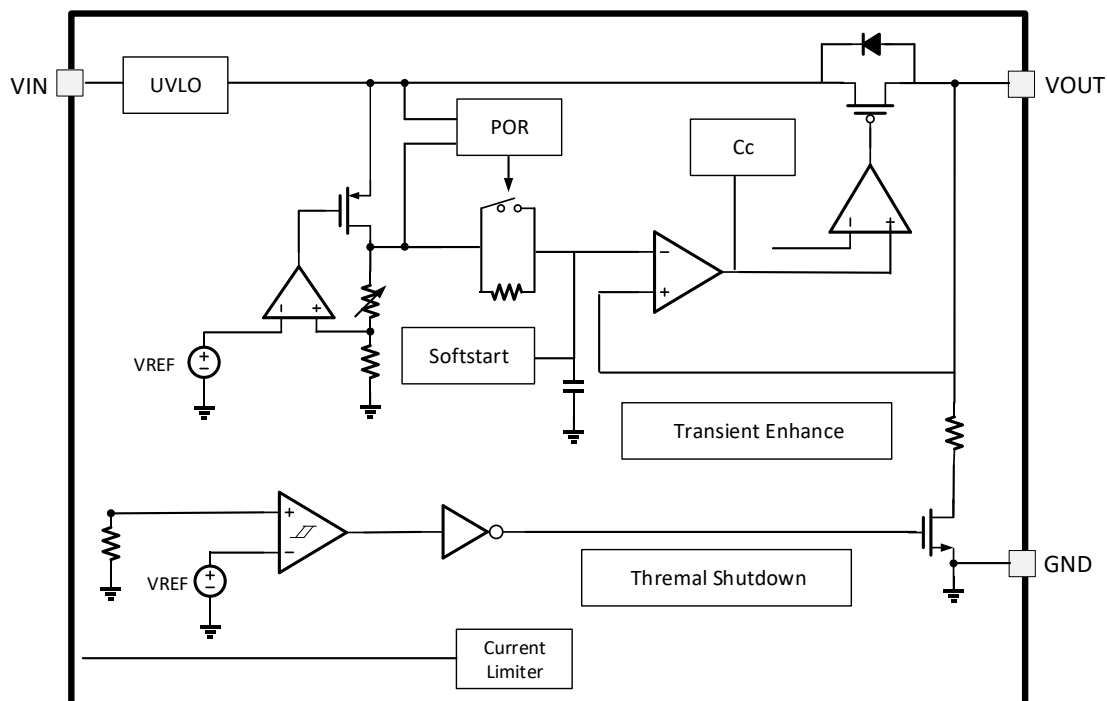 VIN
UVLO
VOUT
POR
Cc
VREF
Softstart
Transient Enhance
VREF
Thremal Shutdown
GND
Current
Limiter